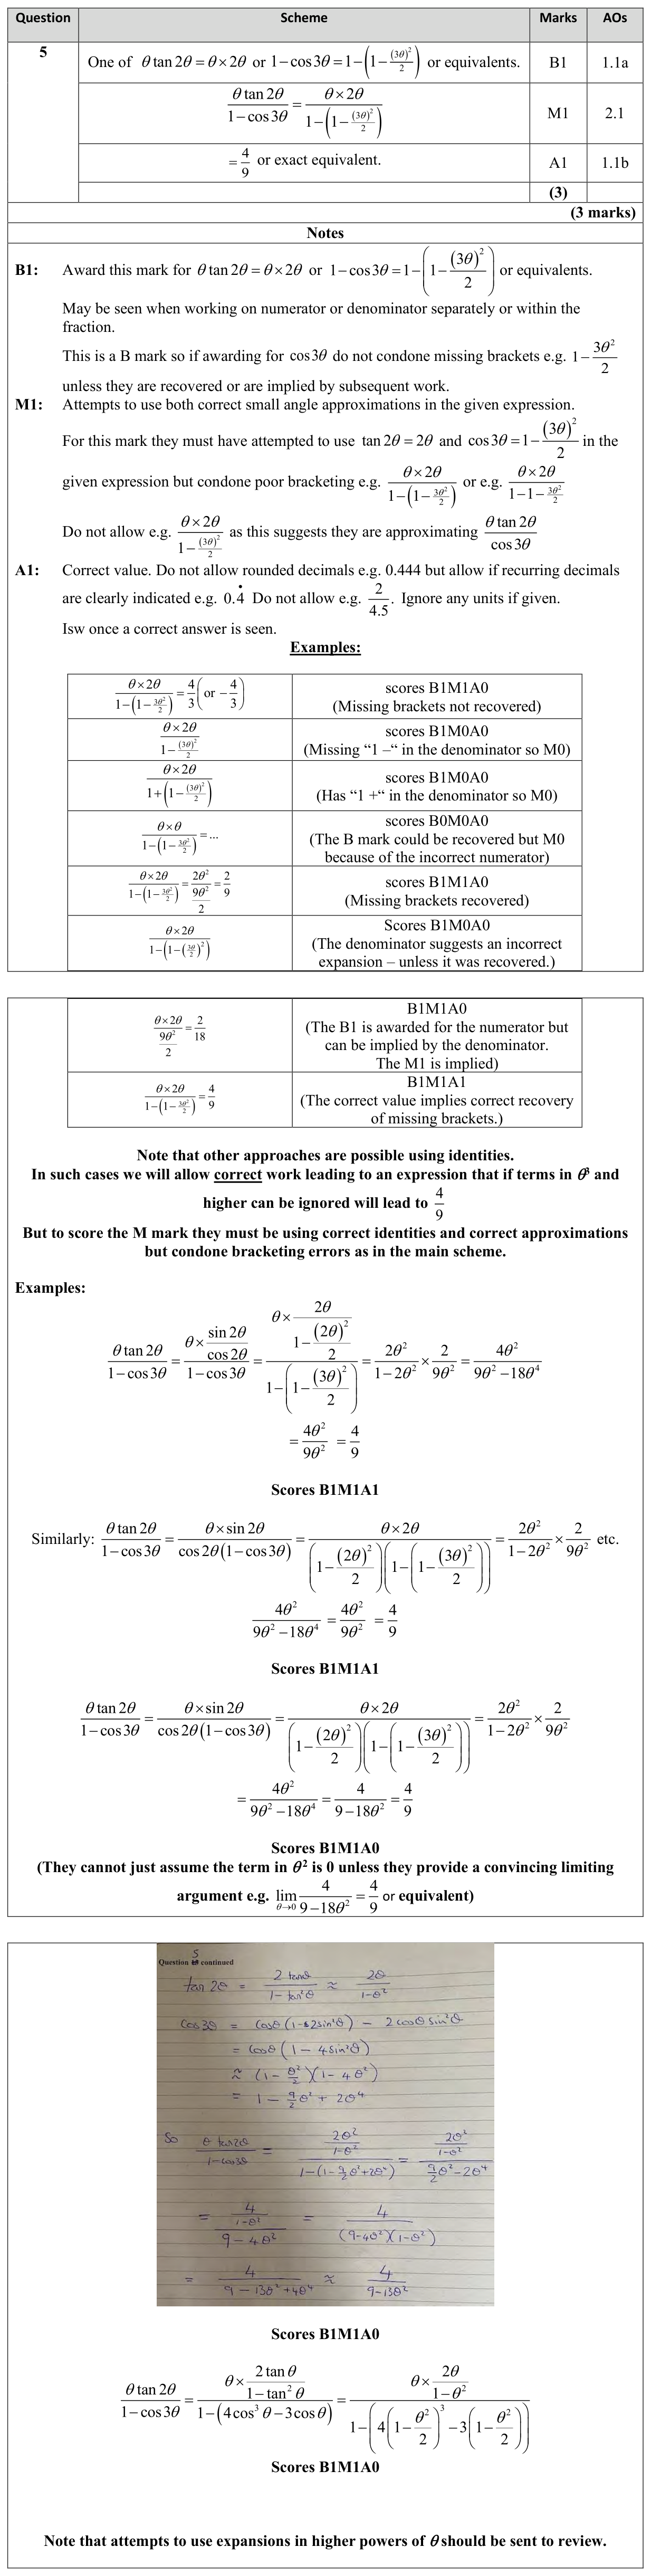 Question Scheme Marks AOs
5 One of θ tan 2θ = θ × 2θ or 1 − cos 3θ = 1 − (1 − (3θ)²/2) or equivalents. B1 1.1a
θ tan 2θ/(1 − cos 3θ) = θ × 2θ/(1 − (1 − (3θ)²/2)) M1 2.1
= 4/9 or exact equivalent. A1 1.1b
(3)
(3 marks)
Notes
B1: Award this mark for θ tan 2θ = θ × 2θ or 1 − cos 3θ = 1 − (1 − (3θ)²/2) or equivalents.
May be seen when working on numerator or denominator separately or within the
fraction.
This is a B mark so if awarding for cos 3θ do not condone missing brackets e.g. 1 − 3θ²/2
unless they are recovered or are implied by subsequent work.
M1: Attempts to use both correct small angle approximations in the given expression.
For this mark they must have attempted to use tan 2θ = 2θ and cos 3θ = 1 − (3θ)²/2 in the
given expression but condone poor bracketing e.g. θ × 2θ/(1 − (1 − 3θ²/2)) or e.g. θ × 2θ/(1 − 1 − 3θ²/2)
Do not allow e.g. θ × 2θ/(1 − (3θ)²/2) as this suggests they are approximating θ tan 2θ/cos 3θ
A1: Correct value. Do not allow rounded decimals e.g. 0.444 but allow if recurring decimals
are clearly indicated e.g. 0.4̇ Do not allow e.g. 2/4.5. Ignore any units if given.
Isw once a correct answer is seen.
Examples:
θ × 2θ/(1 − (1 − 3θ²/2)) = 4/3 (or − 4/3) scores B1M1A0
(Missing brackets not recovered)
θ × 2θ/(1 − (3θ)²/2) scores B1M0A0
(Missing “1 –“ in the denominator so M0)
θ × 2θ/(1 + (1 − (3θ)²/2)) scores B1M0A0
(Has “1 +“ in the denominator so M0)
θ × θ/(1 − (1 − 3θ²/2)) = ... scores B0M0A0
(The B mark could be recovered but M0
because of the incorrect numerator)
θ × 2θ/(1 − (1 − 3θ²/2)) = 2θ²/(9θ²/2) = 2/9 scores B1M1A0
(Missing brackets recovered)
θ × 2θ/(1 − (1 − (3θ/2)²)) Scores B1M0A0
(The denominator suggests an incorrect
expansion – unless it was recovered.)
θ × 2θ/(9θ²/2) = 2/18 B1M1A0
(The B1 is awarded for the numerator but
can be implied by the denominator.
The M1 is implied)
θ × 2θ/(1 − (1 − 3θ²/2)) = 4/9 B1M1A1
(The correct value implies correct recovery
of missing brackets.)
Note that other approaches are possible using identities.
In such cases we will allow correct work leading to an expression that if terms in θ³ and
higher can be ignored will lead to 4/9
But to score the M mark they must be using correct identities and correct approximations
but condone bracketing errors as in the main scheme.
Examples:
θ tan 2θ/(1 − cos 3θ) = (θ × sin 2θ/cos 2θ)/(1 − cos 3θ) = (θ × 2θ/(1 − (2θ)²/2))/(1 − (1 − (3θ)²/2)) = 2θ²/(1 − 2θ²) × 2/9θ² = 4θ²/(9θ² − 18θ⁴)
= 4θ²/9θ² = 4/9
Scores B1M1A1
Similarly: θ tan 2θ/(1 − cos 3θ) = θ × sin 2θ/(cos 2θ(1 − cos 3θ)) = θ × 2θ/((1 − (2θ)²/2)(1 − (1 − (3θ)²/2))) = 2θ²/(1 − 2θ²) × 2/9θ² etc.
4θ²/(9θ² − 18θ⁴) = 4θ²/9θ² = 4/9
Scores B1M1A1
θ tan 2θ/(1 − cos 3θ) = θ × sin 2θ/(cos 2θ(1 − cos 3θ)) = θ × 2θ/((1 − (2θ)²/2)(1 − (1 − (3θ)²/2))) = 2θ²/(1 − 2θ²) × 2/9θ²
= 4θ²/(9θ² − 18θ⁴) = 4/(9 − 18θ²) = 4/9
Scores B1M1A0
(They cannot just assume the term in θ² is 0 unless they provide a convincing limiting
argument e.g. lim θ→0 4/(9 − 18θ²) = 4/9 or equivalent)
5
Question continued
tan 2θ = 2 tanθ/(1 − tan²θ) ≈ 2θ/(1 − θ²)
cos 3θ = cosθ (1 − 2sin²θ) − 2cosθ sin²θ
= cosθ (1 − 4sin²θ)
≈ (1 − θ²/2)(1 − 4θ²)
= 1 − 9/2 θ² + 2θ⁴
So θ tan2θ/(1 − cos3θ) = (2θ²/(1 − θ²))/(1 − (1 − 9/2 θ² + 2θ⁴)) = (2θ²/(1 − θ²))/(9/2 θ² − 2θ⁴)
= (4/(1 − θ²))/(9 − 4θ²) = 4/((9 − 4θ²)(1 − θ²))
= 4/(9 − 13θ² + 4θ⁴) ≈ 4/(9 − 13θ²)
Scores B1M1A0
θ tan 2θ/(1 − cos 3θ) = (θ × 2 tan θ/(1 − tan² θ))/(1 − (4cos³ θ − 3cos θ)) = (θ × 2θ/(1 − θ²))/(1 − (4(1 − θ²/2)³ − 3(1 − θ²/2)))
Scores B1M1A0
Note that attempts to use expansions in higher powers of θ should be sent to review.